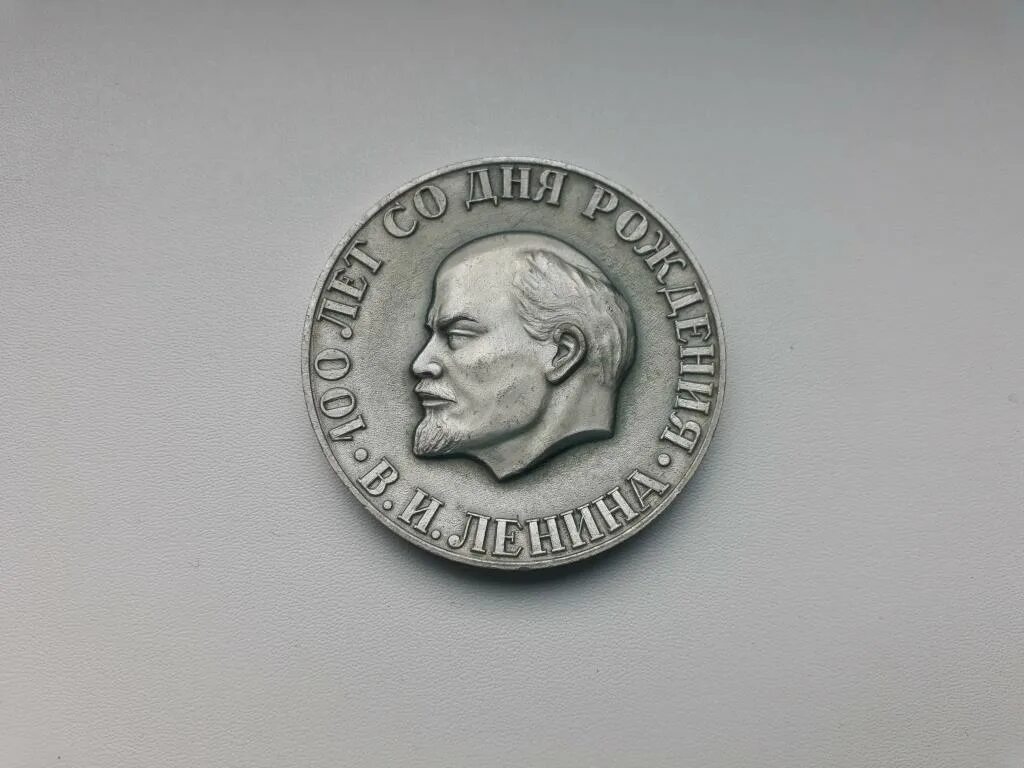 100 ЛЕТ СО ДНЯ РОЖДЕНИЯ
В. И. ЛЕНИНА